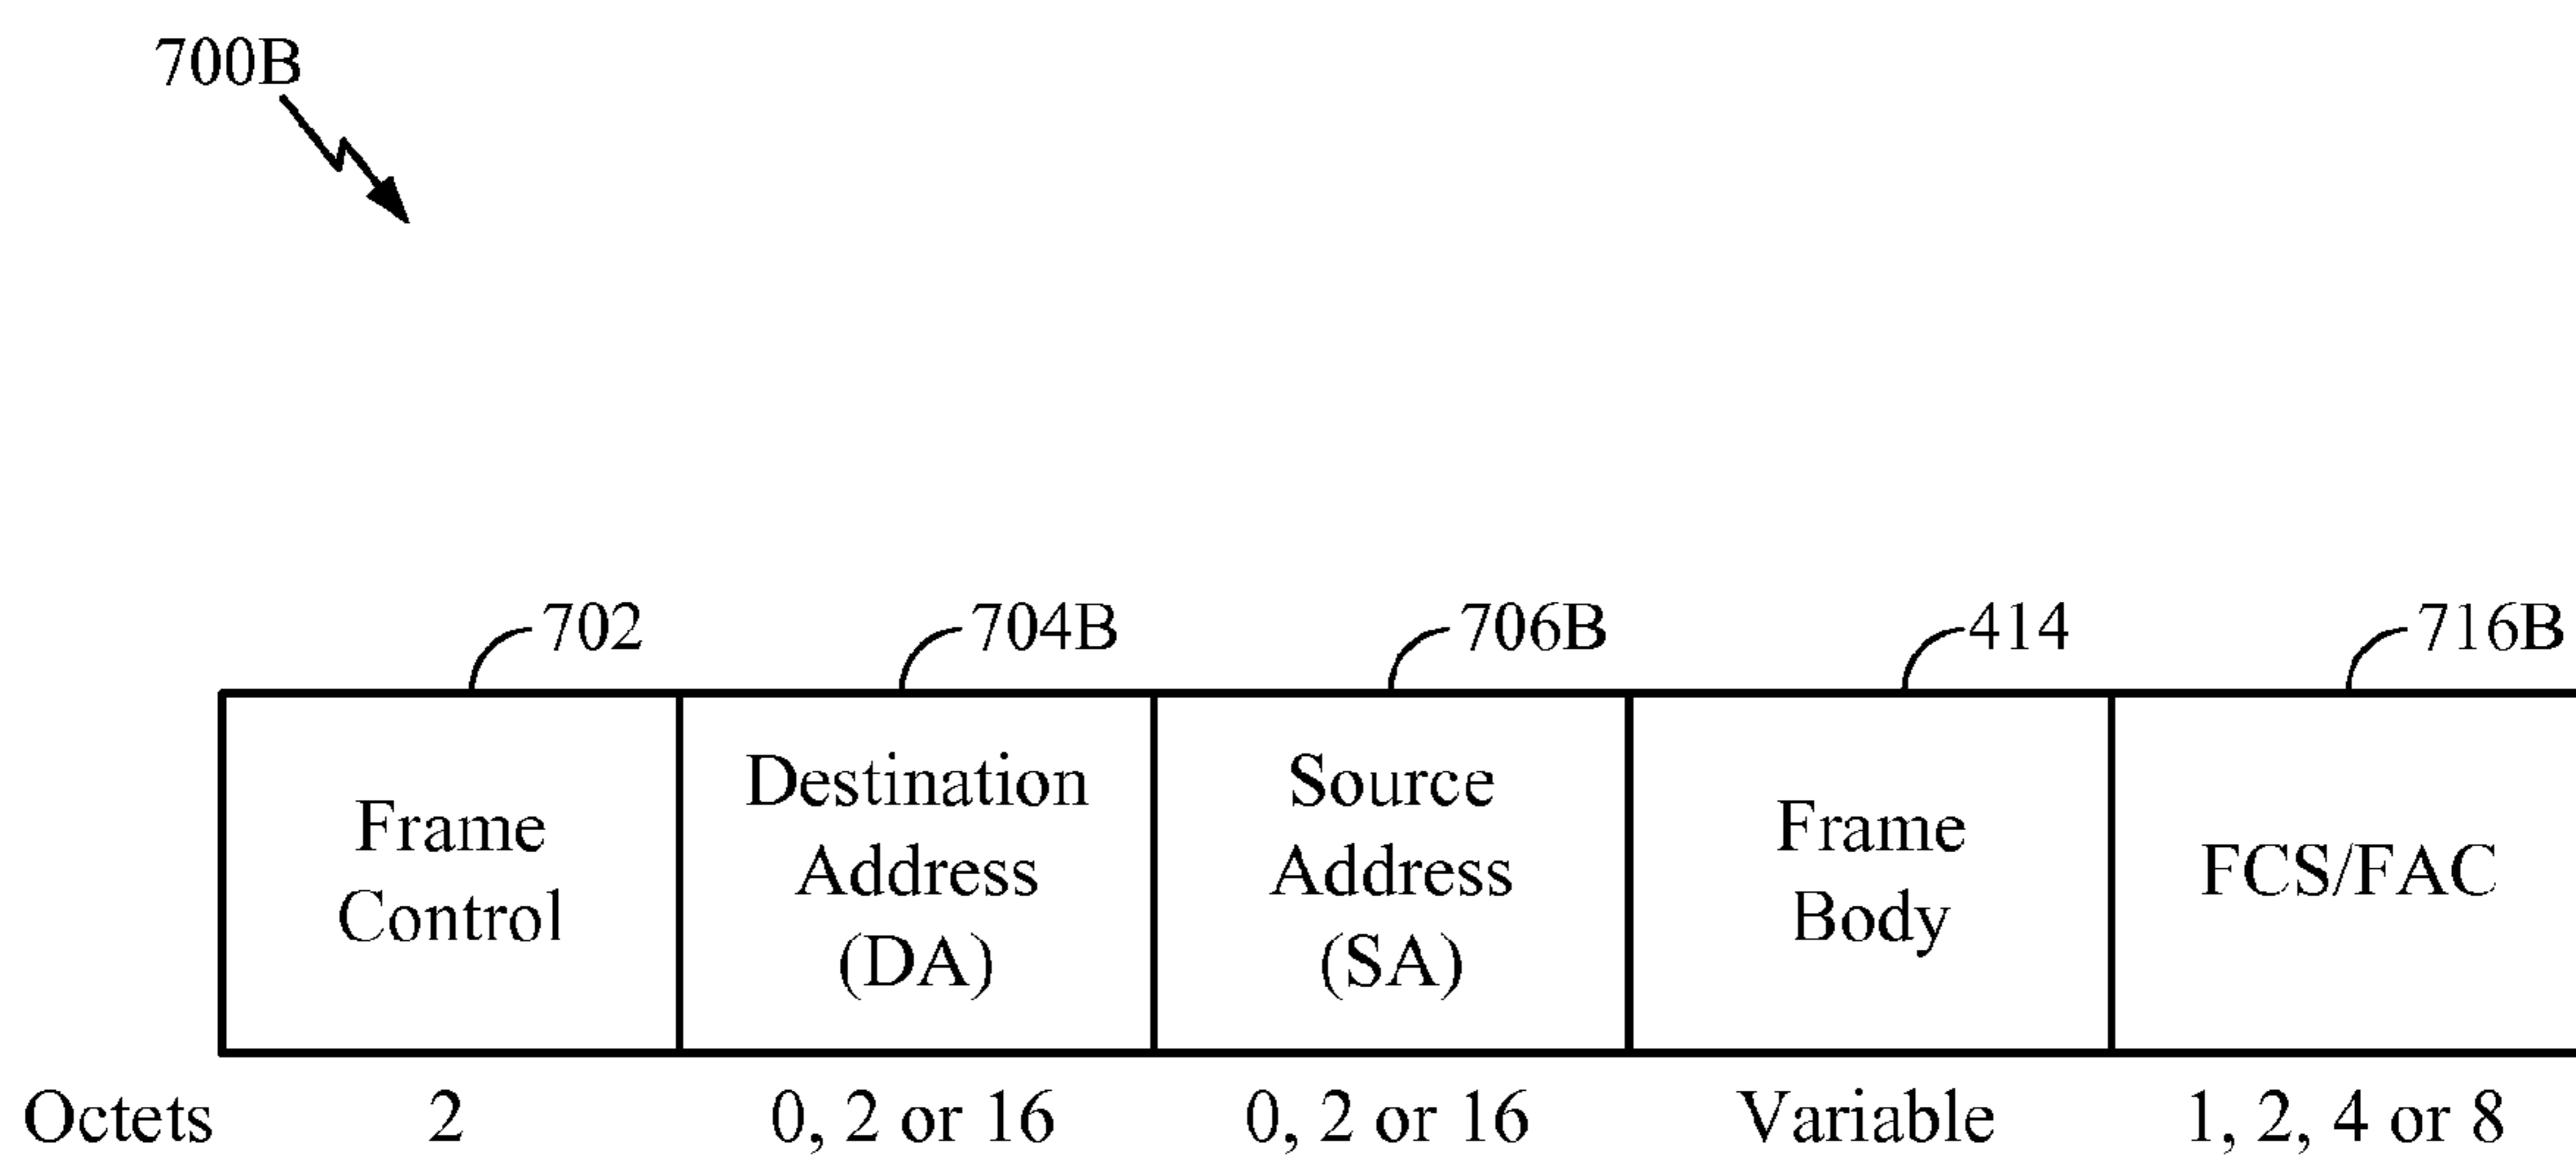 700B
702
704B
706B
414
716B
Frame
Control
Destination
Address
(DA)
Source
Address
(SA)
Frame
Body
FCS/FAC
Octets
2
0, 2 or 16
0, 2 or 16
Variable
1, 2, 4 or 8